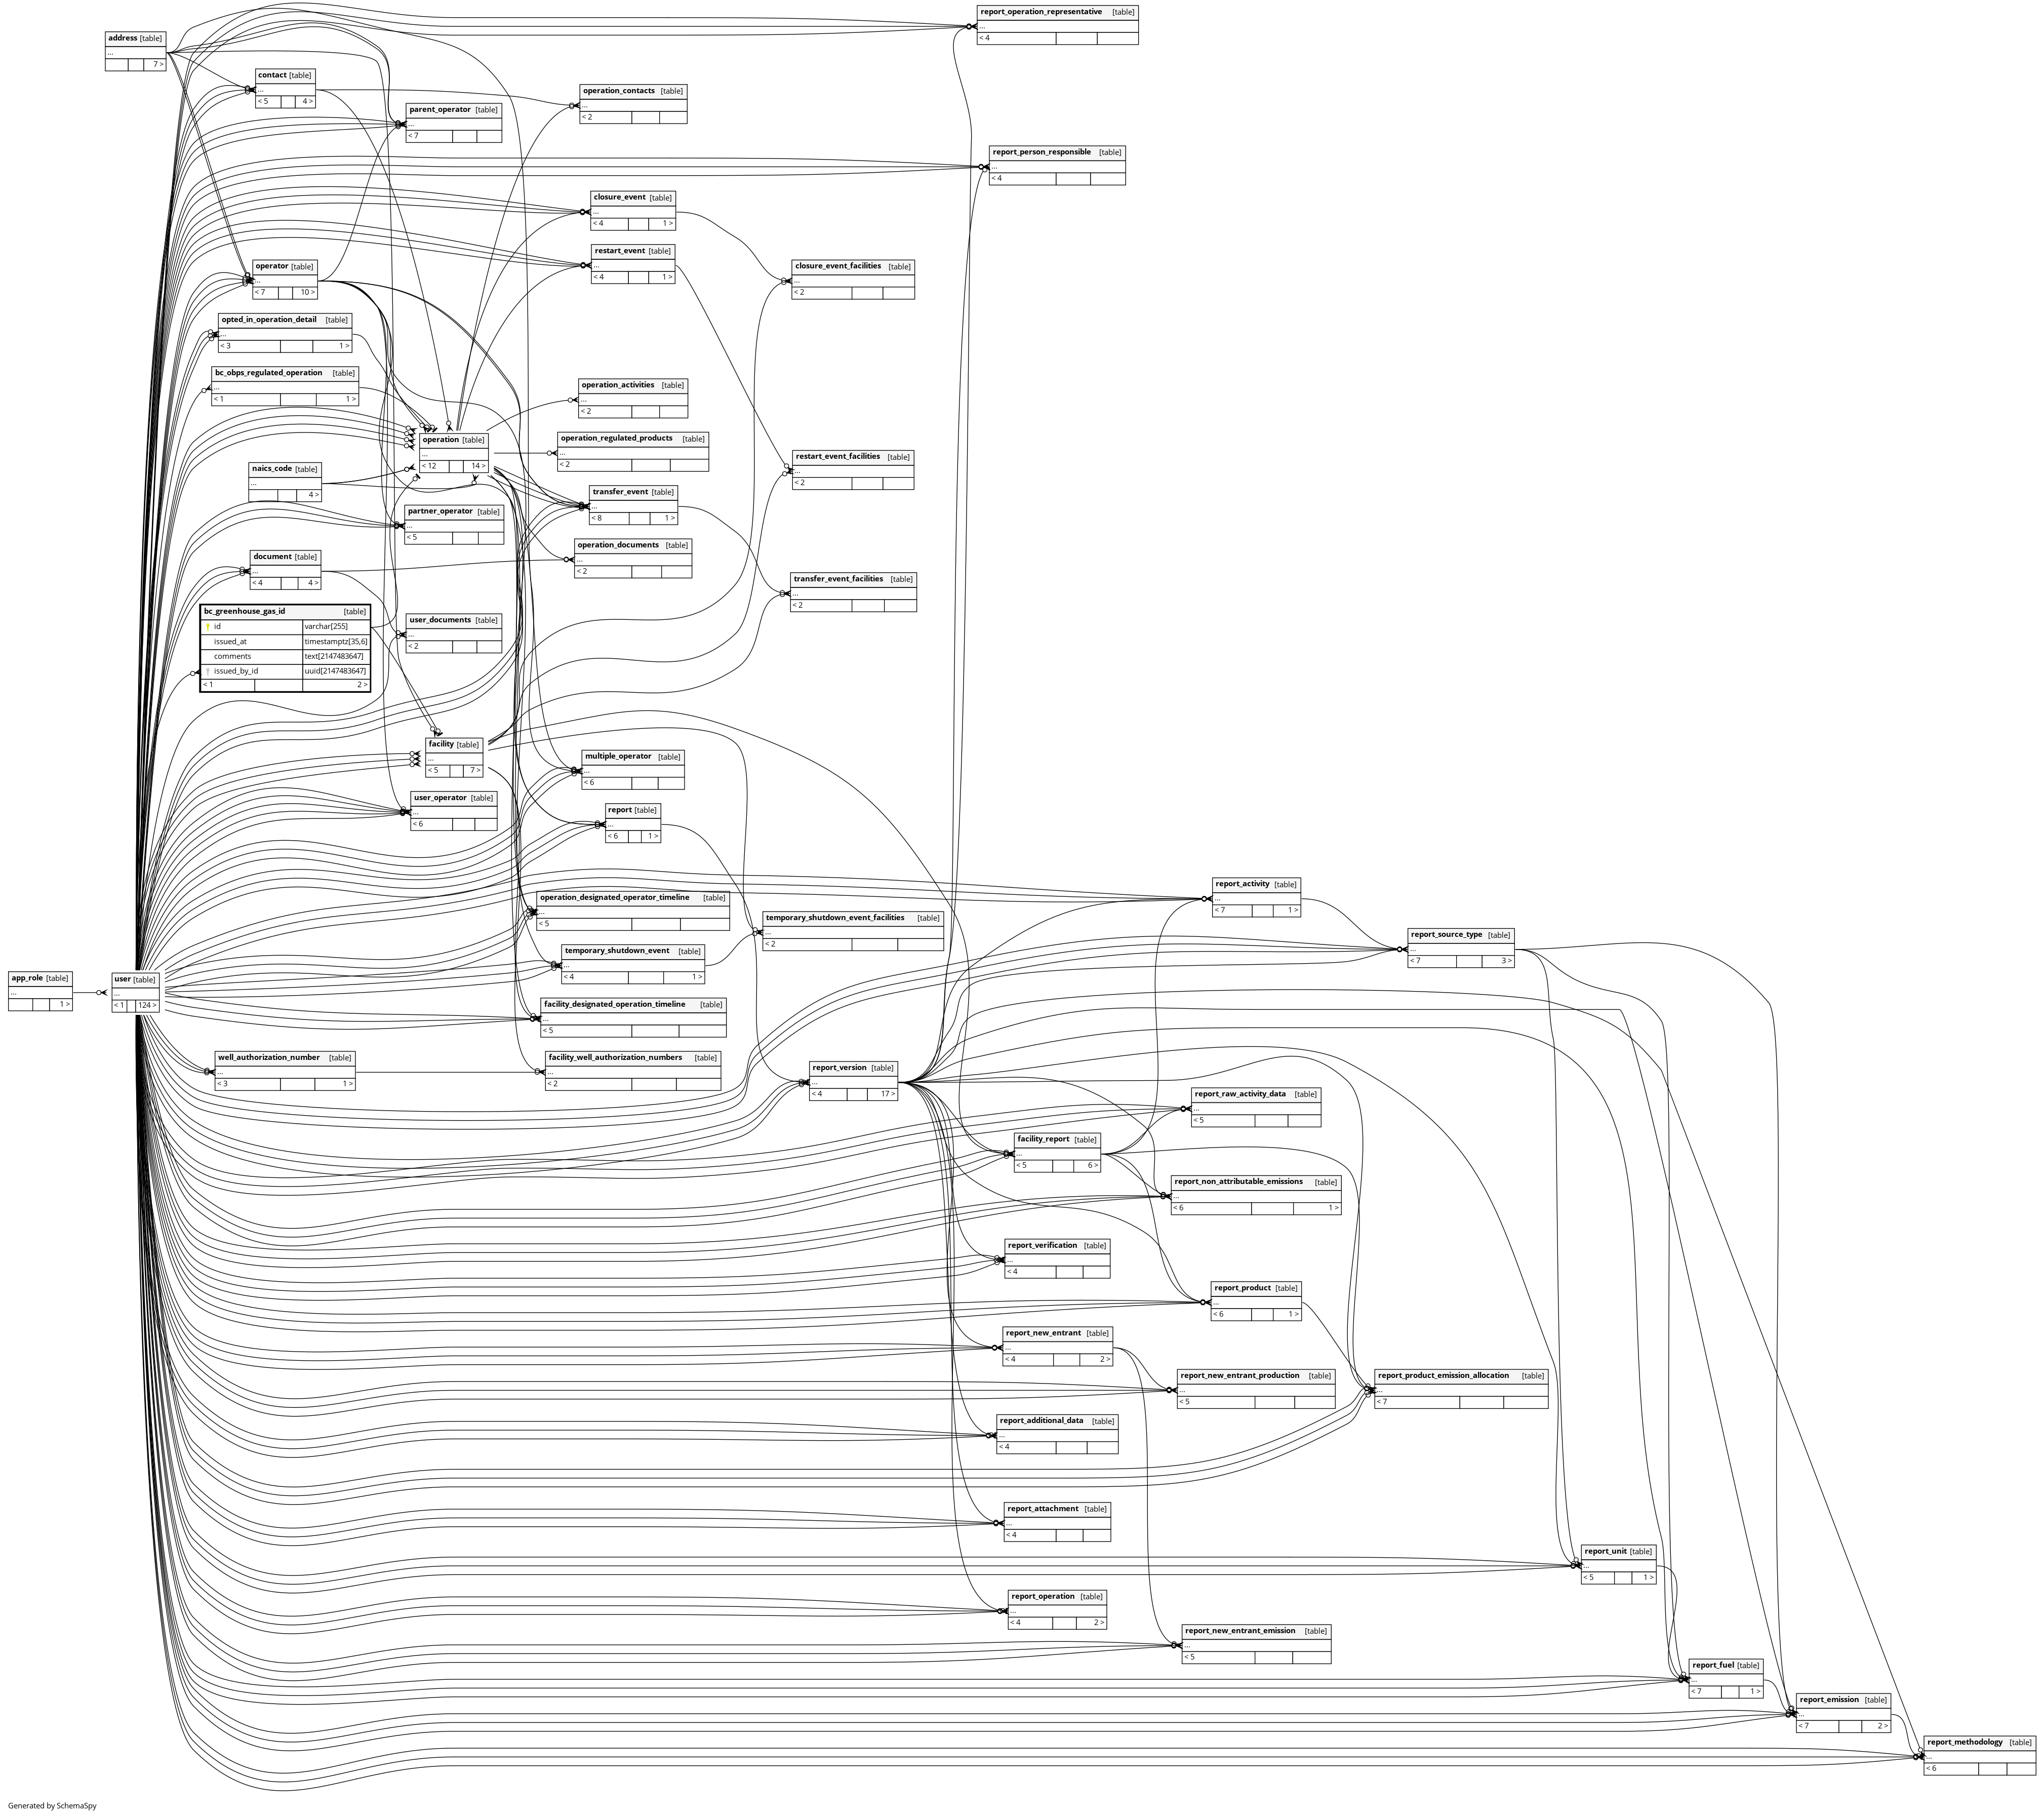 report_operation_representative [table]
...
< 4
address [table]
...
7 >
contact [table]
...
< 5 4 >
operation_contacts [table]
...
< 2
parent_operator [table]
...
< 7
report_person_responsible [table]
...
< 4
closure_event [table]
...
< 4 1 >
restart_event [table]
...
< 4 1 >
operator [table]
...
< 7 10 >
closure_event_facilities [table]
...
< 2
opted_in_operation_detail [table]
...
< 3 1 >
bc_obps_regulated_operation [table]
...
< 1 1 >
operation_activities [table]
...
< 2
operation [table]
...
< 12 14 >
operation_regulated_products [table]
...
< 2
restart_event_facilities [table]
...
< 2
naics_code [table]
...
4 >
transfer_event [table]
...
< 8 1 >
partner_operator [table]
...
< 5
operation_documents [table]
...
< 2
document [table]
...
< 4 4 >
transfer_event_facilities [table]
...
< 2
bc_greenhouse_gas_id [table]
id varchar[255]
issued_at timestamptz[35,6]
comments text[2147483647]
issued_by_id uuid[2147483647]
< 1 2 >
user_documents [table]
...
< 2
facility [table]
...
< 5 7 >
multiple_operator [table]
...
< 6
user_operator [table]
...
< 6
report [table]
...
< 6 1 >
report_activity [table]
...
< 7 1 >
operation_designated_operator_timeline [table]
...
< 5
temporary_shutdown_event_facilities [table]
...
< 2
report_source_type [table]
...
< 7 3 >
temporary_shutdown_event [table]
...
< 4 1 >
app_role [table]
...
1 >
user [table]
...
< 1 124 >
facility_designated_operation_timeline [table]
...
< 5
well_authorization_number [table]
...
< 3 1 >
facility_well_authorization_numbers [table]
...
< 2
report_version [table]
...
< 4 17 >
report_raw_activity_data [table]
...
< 5
facility_report [table]
...
< 5 6 >
report_non_attributable_emissions [table]
...
< 6 1 >
report_verification [table]
...
< 4
report_product [table]
...
< 6 1 >
report_new_entrant [table]
...
< 4 2 >
report_new_entrant_production [table]
...
< 5
report_product_emission_allocation [table]
...
< 7
report_additional_data [table]
...
< 4
report_attachment [table]
...
< 4
report_unit [table]
...
< 5 1 >
report_operation [table]
...
< 4 2 >
report_new_entrant_emission [table]
...
< 5
report_fuel [table]
...
< 7 1 >
report_emission [table]
...
< 7 2 >
report_methodology [table]
...
< 6
Generated by SchemaSpy